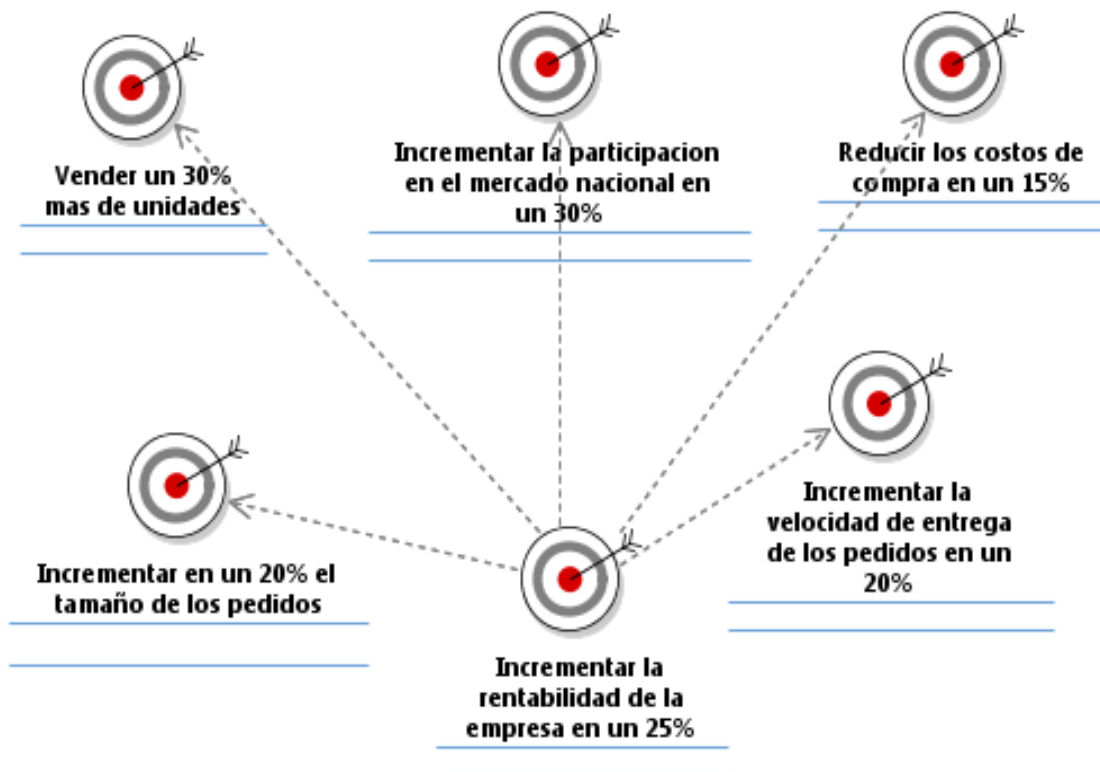 Vender un 30%
mas de unidades
Incrementar la participacion
en el mercado nacional en
un 30%
Reducir los costos de
compra en un 15%
Incrementar en un 20% el
tamaño de los pedidos
Incrementar la
velocidad de entrega
de los pedidos en un
20%
Incrementar la
rentabilidad de la
empresa en un 25%